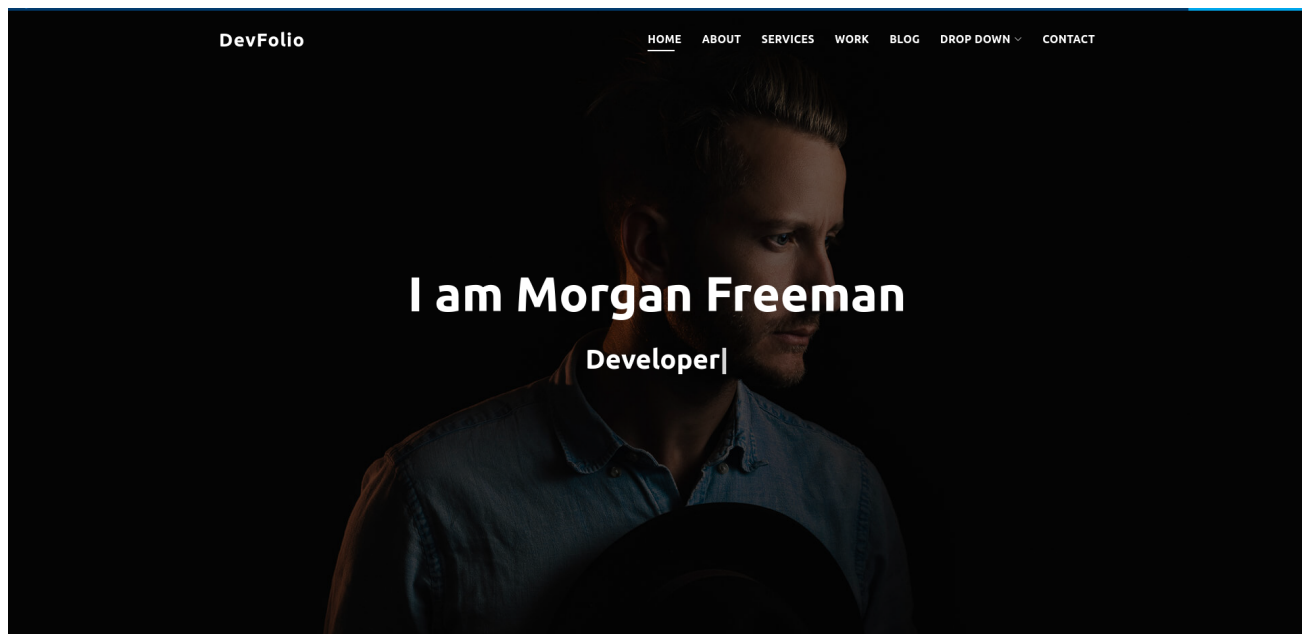 DevFolio
HOME ABOUT SERVICES WORK BLOG DROP DOWN CONTACT
I am Morgan Freeman
Developer|